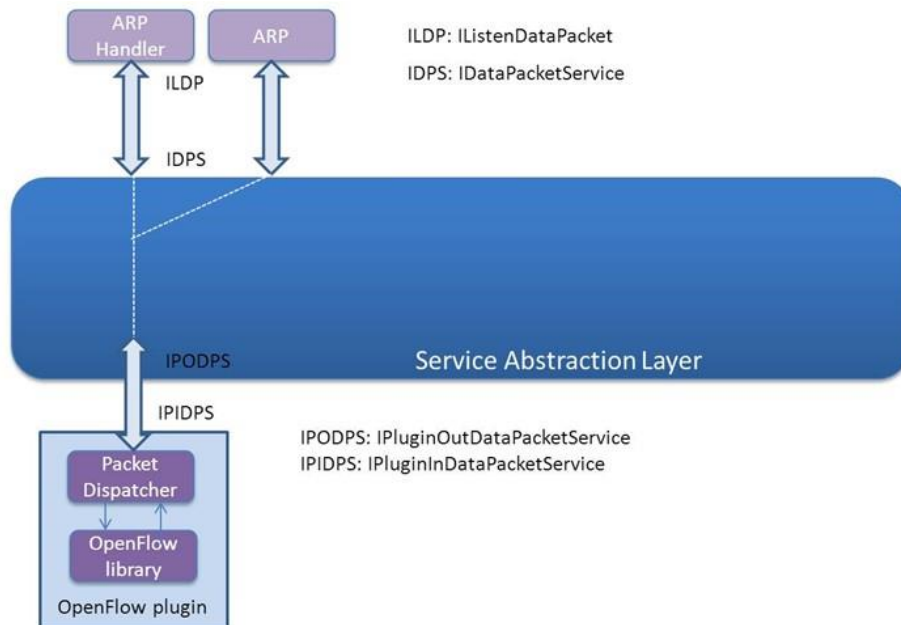 ARP
Handler
ARP
ILDP: IListenDataPacket
ILDP
IDPS: IDataPacketService
IDPS
IPODPS
Service Abstraction Layer
IPIDPS
IPODPS: IPluginOutDataPacketService
IPIDPS: IPluginInDataPacketService
Packet
Dispatcher
OpenFlow
library
OpenFlow plugin